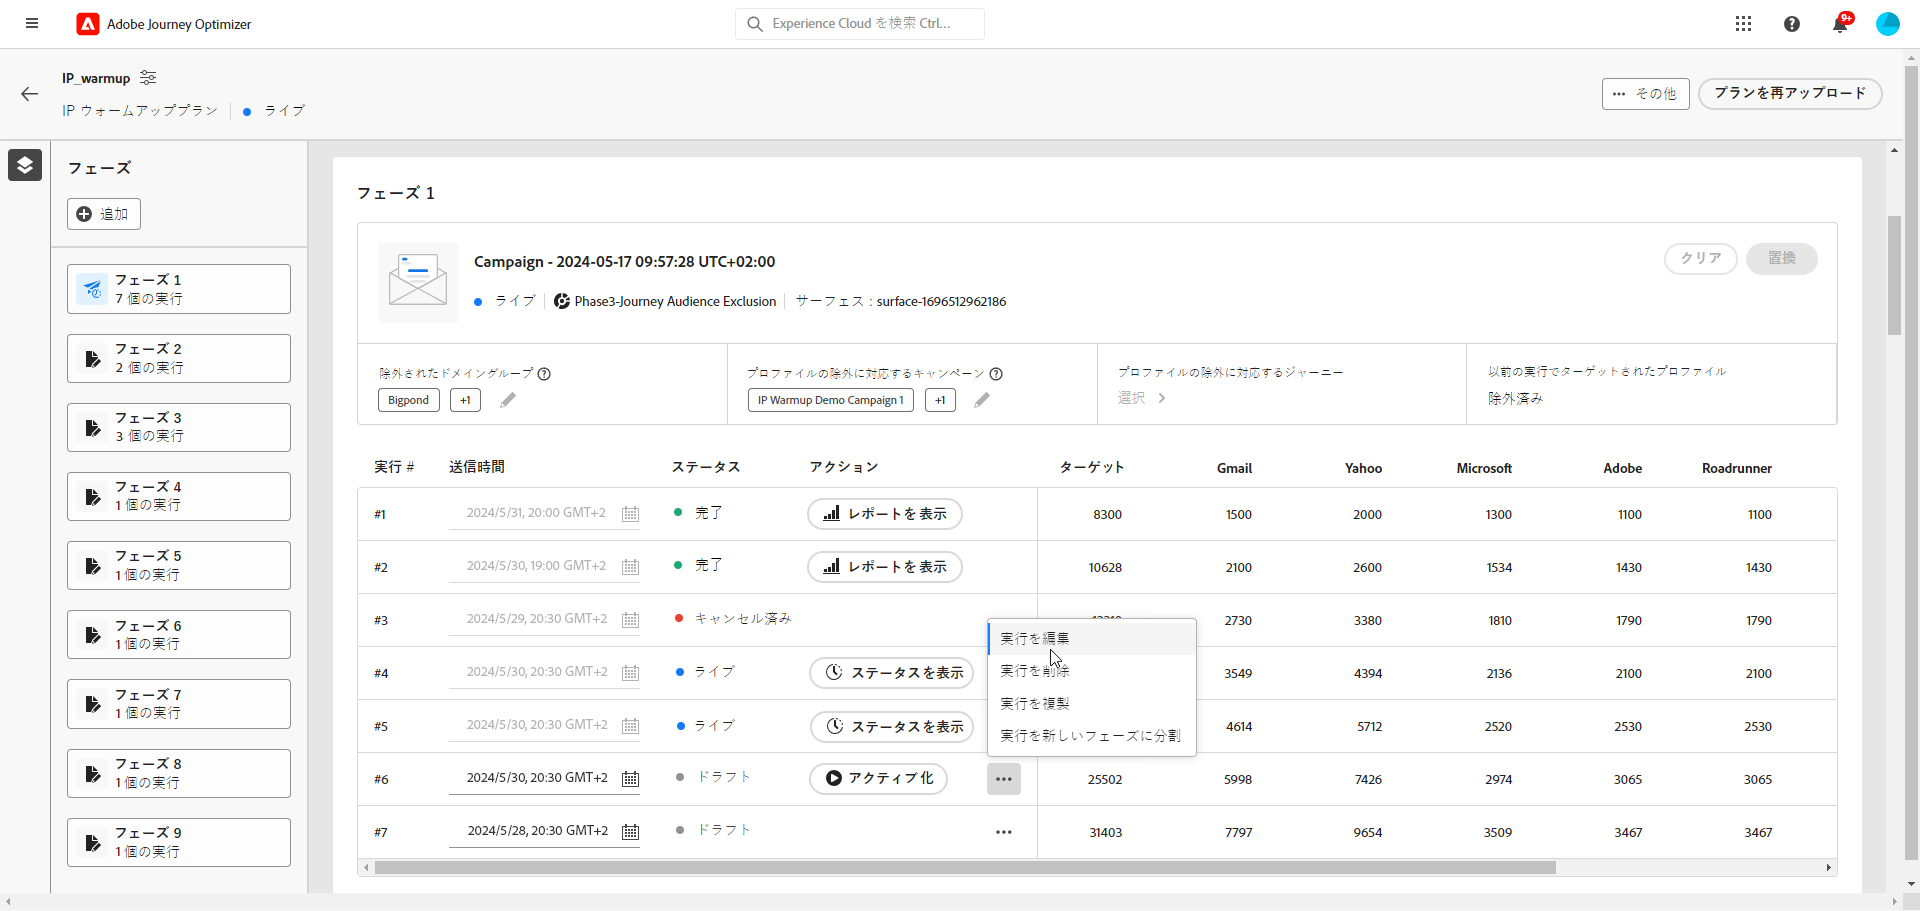 Adobe Journey Optimizer
Experience Cloud を検索 Ctrl...
9+
IP_warmup
IP ウォームアッププラン ライブ
その他
プランを再アップロード
フェーズ
追加
フェーズ 1
7 個の実行
フェーズ 2
2 個の実行
フェーズ 3
3 個の実行
フェーズ 4
1 個の実行
フェーズ 5
1 個の実行
フェーズ 6
1 個の実行
フェーズ 7
1 個の実行
フェーズ 8
1 個の実行
フェーズ 9
1 個の実行
フェーズ 1
Campaign - 2024-05-17 09:57:28 UTC+02:00
ライブ Phase3-Journey Audience Exclusion サーフェス : surface-1696512962186
クリア
置換
除外されたドメイングループ
Bigpond +1
プロファイルの除外に対応するキャンペーン
IP Warmup Demo Campaign 1 +1
プロファイルの除外に対応するジャーニー
選択
以前の実行でターゲットされたプロファイル
除外済み
実行 # 送信時間 ステータス アクション ターゲット Gmail Yahoo Microsoft Adobe Roadrunner
#1 2024/5/31, 20:00 GMT+2 完了 レポートを表示 8300 1500 2000 1300 1100 1100
#2 2024/5/30, 19:00 GMT+2 完了 レポートを表示 10628 2100 2600 1534 1430 1430
#3 2024/5/29, 20:30 GMT+2 キャンセル済み 2730 3380 1810 1790 1790
#4 2024/5/30, 20:30 GMT+2 ライブ ステータスを表示 3549 4394 2136 2100 2100
#5 2024/5/30, 20:30 GMT+2 ライブ ステータスを表示 4614 5712 2520 2530 2530
#6 2024/5/30, 20:30 GMT+2 ドラフト アクティブ化 25502 5998 7426 2974 3065 3065
#7 2024/5/28, 20:30 GMT+2 ドラフト 31403 7797 9654 3509 3467 3467
実行を編集
実行を削除
実行を複製
実行を新しいフェーズに分割